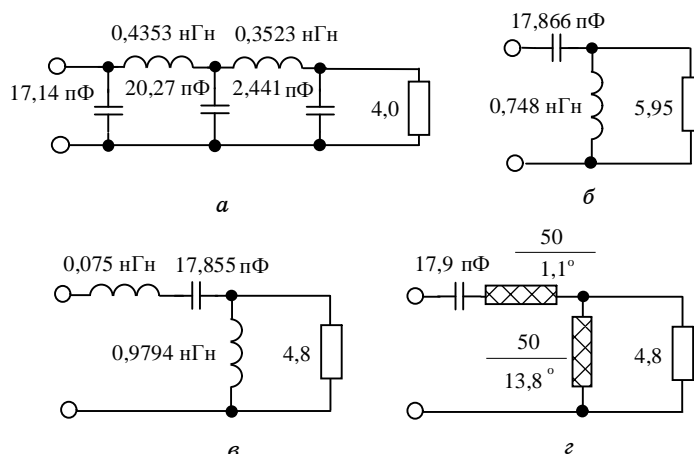 0,4353 нГн 0,3523 нГн
17,14 пФ 20,27 пФ 2,441 пФ 4,0
а
17,866 пФ
0,748 нГн 5,95
б
0,075 нГн 17,855 пФ
0,9794 нГн 4,8
в
50
17,9 пФ 1,1°
50
13,8° 4,8
г